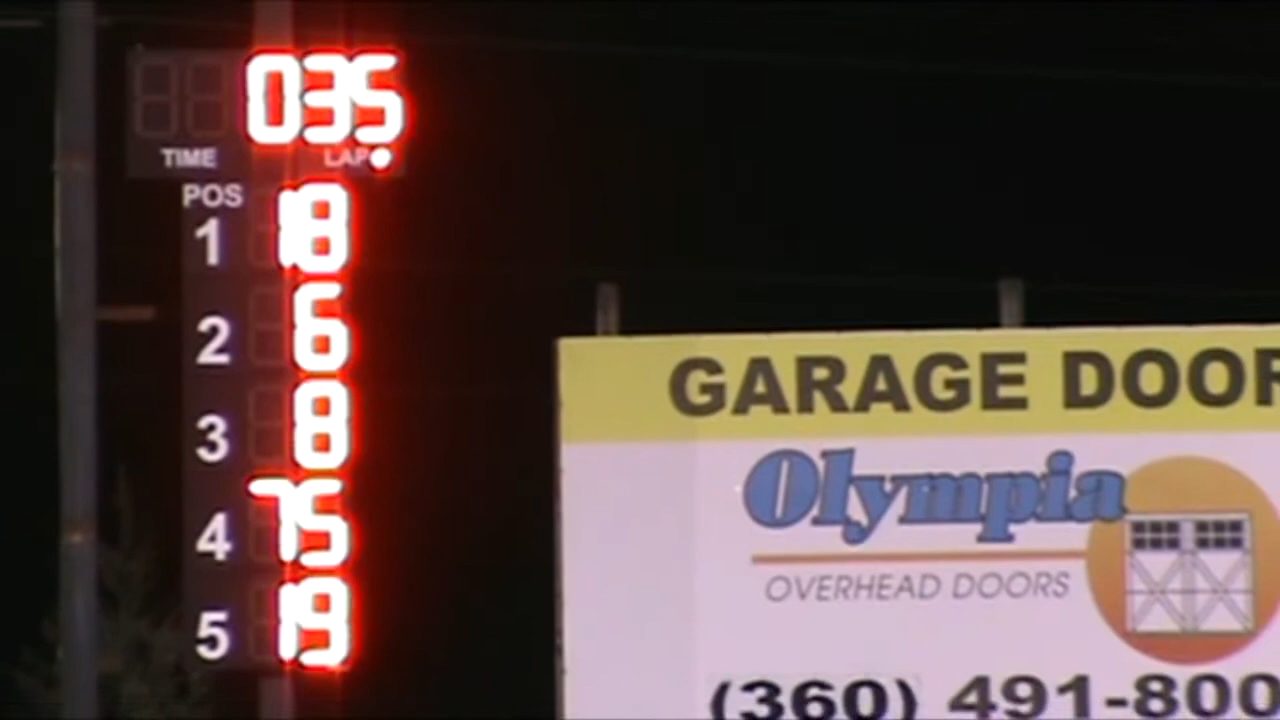 035
TIME LAP
POS
1 18
2 6
3 8
4 75
5 19
GARAGE DOOR
Olympia
OVERHEAD DOORS
(360) 491-800